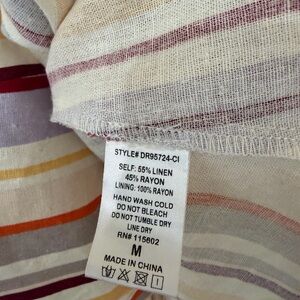 STYLE# DR95724-CI
SELF: 55% LINEN
45% RAYON
LINING: 100% RAYON
HAND WASH COLD
DO NOT BLEACH
DO NOT TUMBLE DRY
LINE DRY
RN# 115602
M
MADE IN CHINA